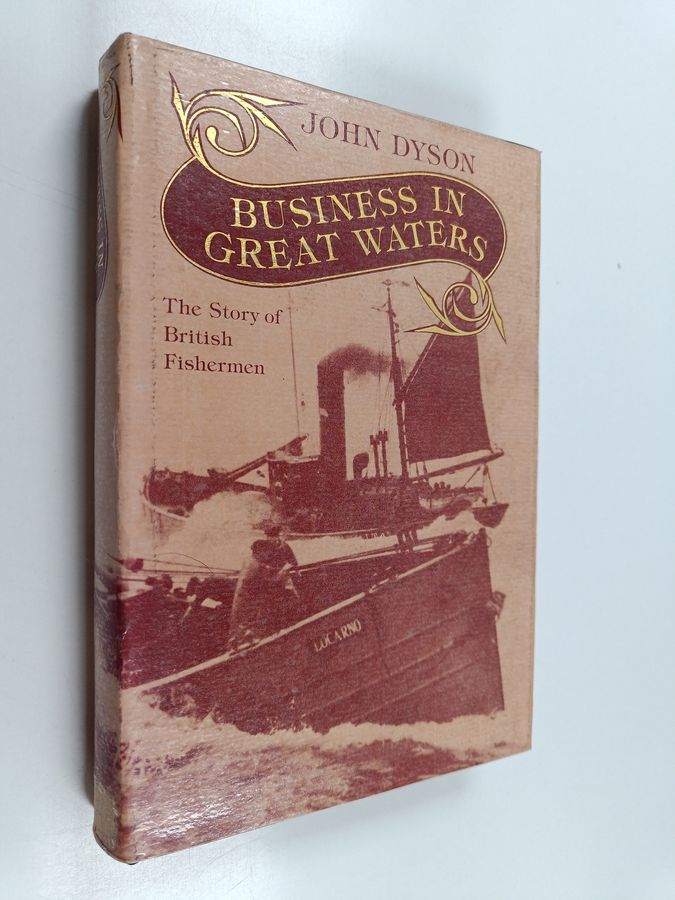 JOHN DYSON
BUSINESS IN
GREAT WATERS
The Story of
British
Fishermen
LOCARNO